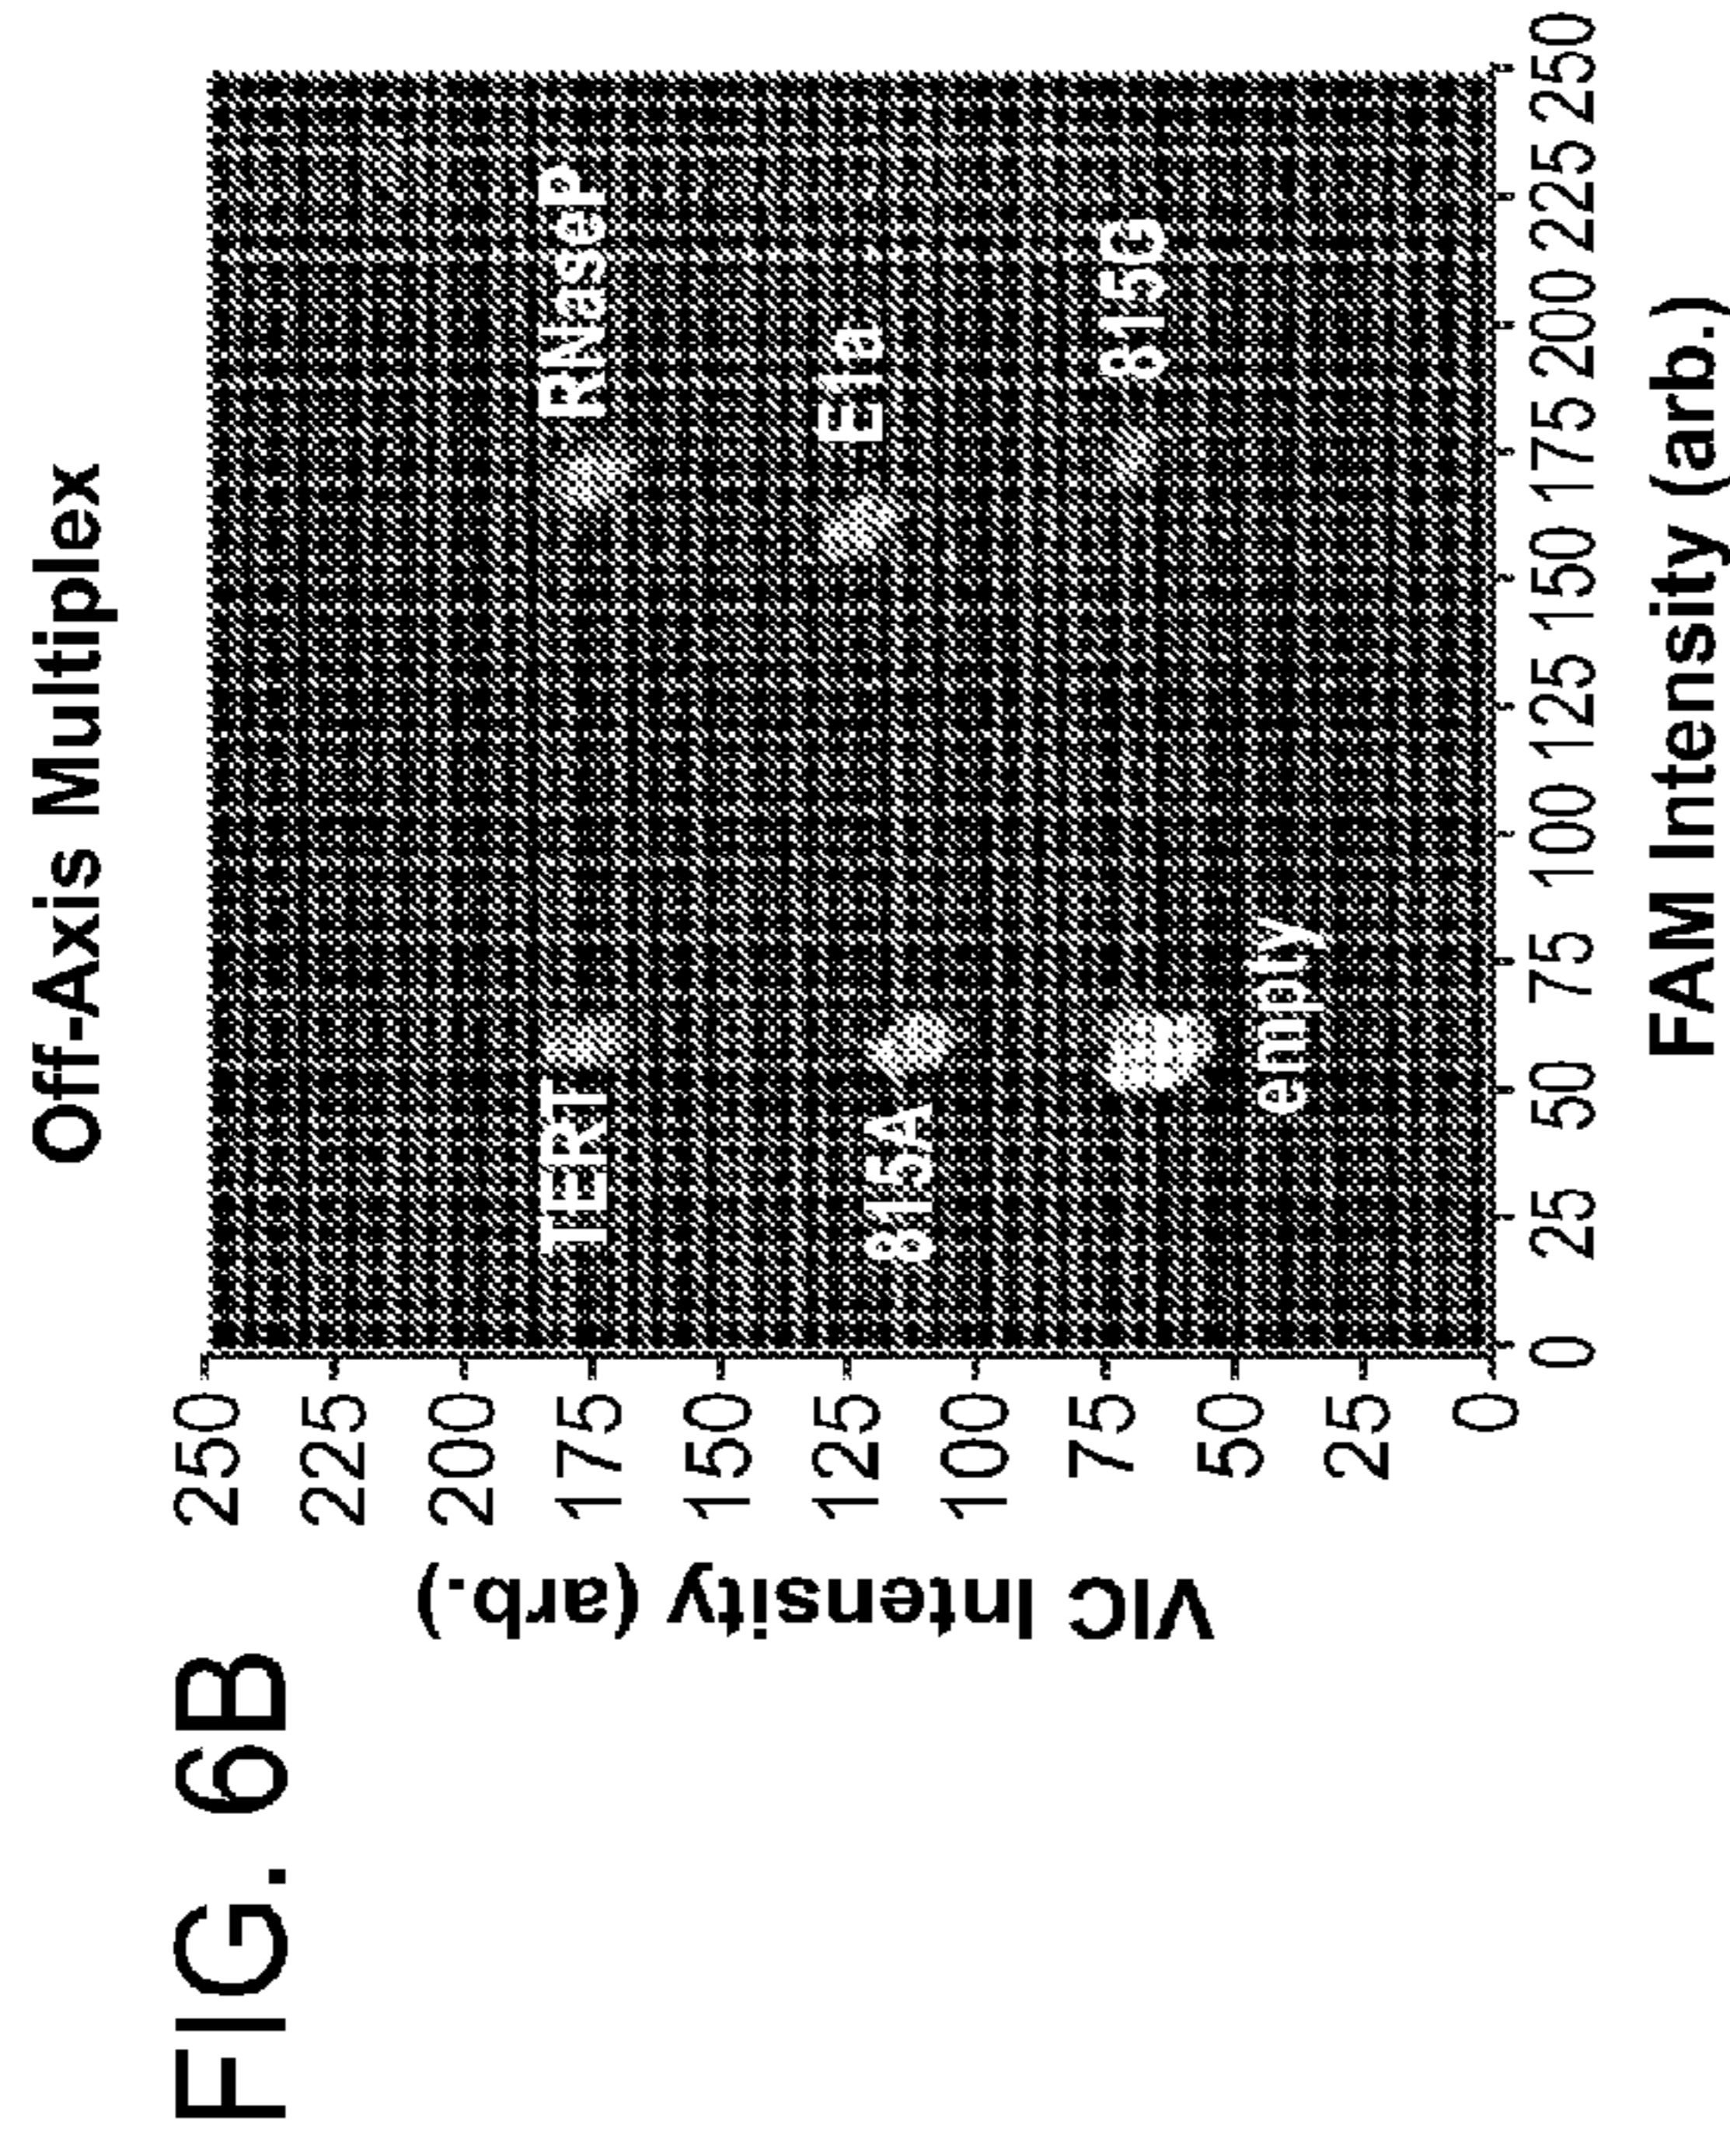 FIG. 6B
Off-Axis Multiplex
VIC Intensity (arb.)
250
225
200
175
150
125
100
75
50
25
0
TERT
RNaseP
E1a
815A
815G
empty
0 25 50 75 100 125 150 175 200 225 250
FAM Intensity (arb.)